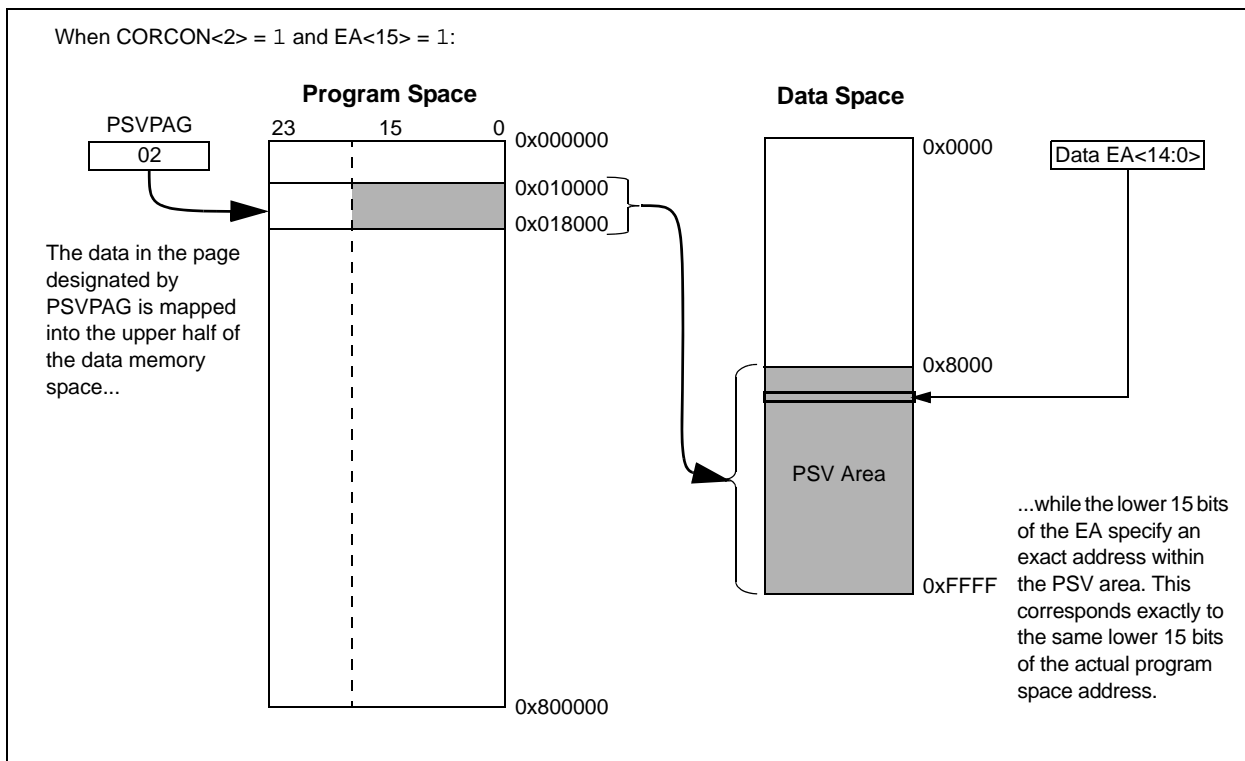 When CORCON<2> = 1 and EA<15> = 1:
Program Space
Data Space
PSVPAG
02
23 15 0
0x000000
0x010000
0x018000
0x800000
The data in the page
designated by
PSVPAG is mapped
into the upper half of
the data memory
space...
0x0000
0x8000
0xFFFF
PSV Area
Data EA<14:0>
...while the lower 15 bits
of the EA specify an
exact address within
the PSV area. This
corresponds exactly to
the same lower 15 bits
of the actual program
space address.